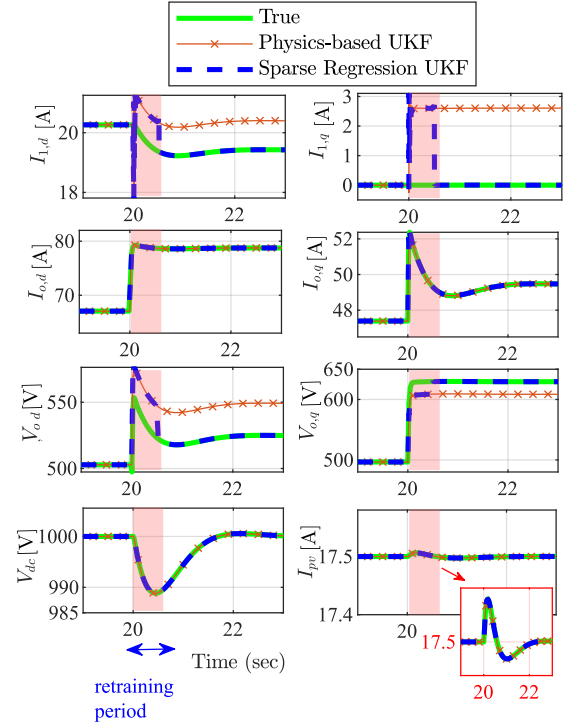 True
Physics-based UKF
Sparse Regression UKF
I1,d [A]
20
18
20
22
I1,q [A]
3
2
1
0
20
22
Io,d [A]
80
70
20
22
Io,q [A]
52
50
48
20
22
Vo d [V]
550
500
20
22
Vo,q [V]
650
600
500
20
22
Vdc [V]
1000
990
985
20
22
Time (sec)
retraining
period
Ipv [A]
17.5
17.4
20
17.5
20
22